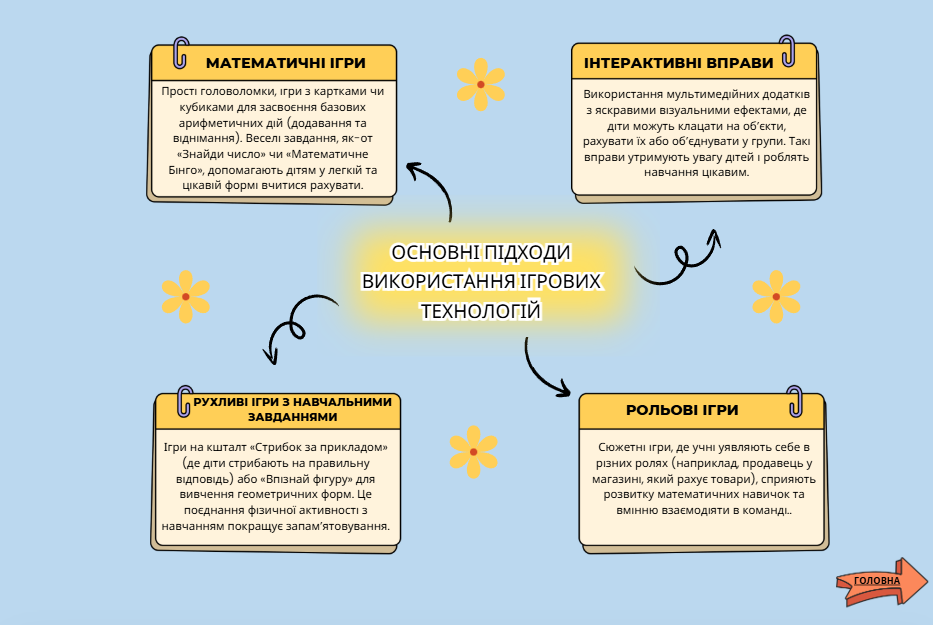 МАТЕМАТИЧНІ ІГРИ
Прості головоломки, ігри з картками чи
кубиками для засвоєння базових
арифметичних дій (додавання та
віднімання). Веселі завдання, як-от
«Знайди число» чи «Математичне
Бінго», допомагають дітям у легкій та
цікавій формі вчитися рахувати.
ІНТЕРАКТИВНІ ВПРАВИ
Використання мультимедійних додатків
з яскравими візуальними ефектами, де
діти можуть клацати на об’єкти,
рахувати їх або об’єднувати у групи. Такі
вправи утримують увагу дітей і роблять
навчання цікавим.
ОСНОВНІ ПІДХОДИ
ВИКОРИСТАННЯ ІГРОВИХ
ТЕХНОЛОГІЙ
РУХЛИВІ ІГРИ З НАВЧАЛЬНИМИ
ЗАВДАННЯМИ
Ігри на кшталт «Стрибок за прикладом»
(де діти стрибають на правильну
відповідь) або «Впізнай фігуру» для
вивчення геометричних форм. Це
поєднання фізичної активності з
навчанням покращує запам’ятовування.
РОЛЬОВІ ІГРИ
Сюжетні ігри, де учні уявляють себе в
різних ролях (наприклад, продавець у
магазині, який рахує товари), сприяють
розвитку математичних навичок та
вмінню взаємодіяти в команді..
ГОЛОВНА